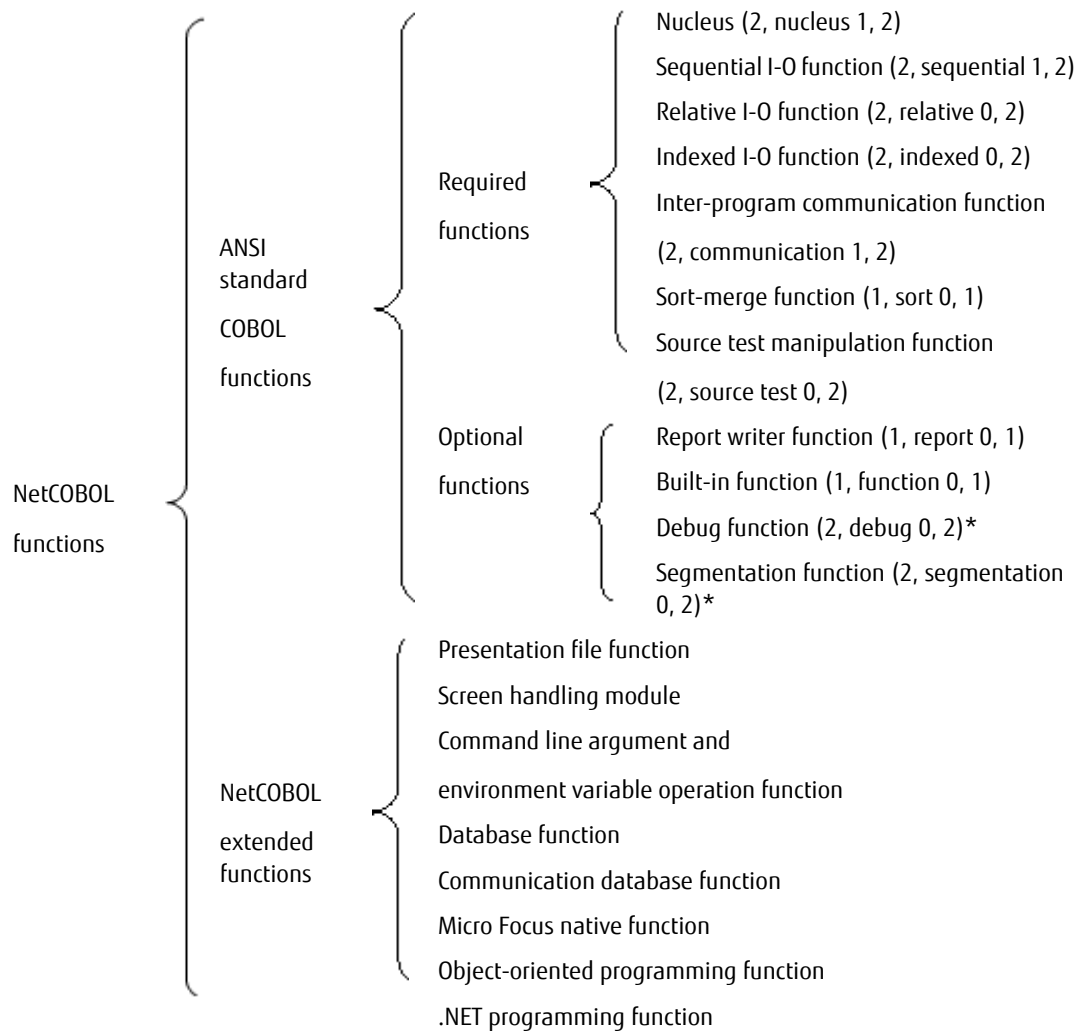 NetCOBOL
functions
ANSI
standard
COBOL
functions
Required
functions
Nucleus (2, nucleus 1, 2)
Sequential I-O function (2, sequential 1, 2)
Relative I-O function (2, relative 0, 2)
Indexed I-O function (2, indexed 0, 2)
Inter-program communication function
(2, communication 1, 2)
Sort-merge function (1, sort 0, 1)
Source test manipulation function
(2, source test 0, 2)
Optional
functions
Report writer function (1, report 0, 1)
Built-in function (1, function 0, 1)
Debug function (2, debug 0, 2)*
Segmentation function (2, segmentation
0, 2)*
NetCOBOL
extended
functions
Presentation file function
Screen handling module
Command line argument and
environment variable operation function
Database function
Communication database function
Micro Focus native function
Object-oriented programming function
.NET programming function